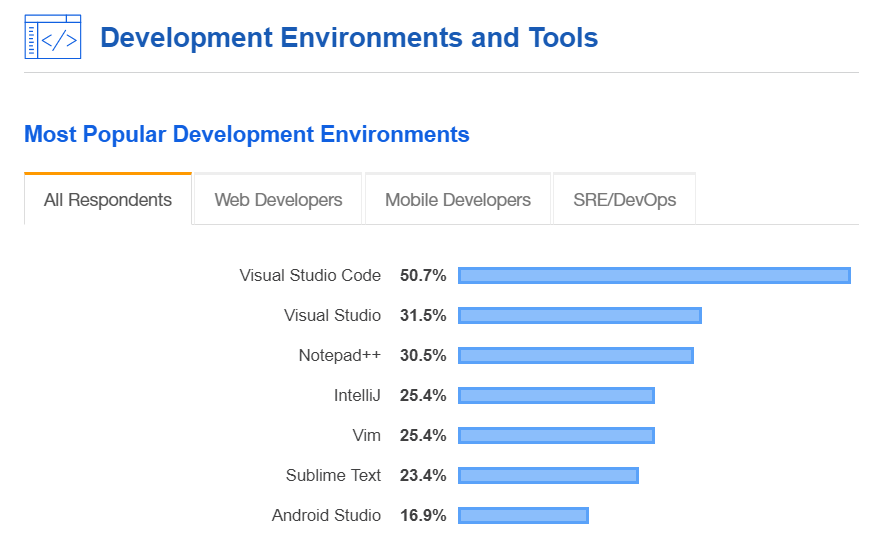 </>
Development Environments and Tools
Most Popular Development Environments
All Respondents Web Developers Mobile Developers SRE/DevOps
Visual Studio Code 50.7%
Visual Studio 31.5%
Notepad++ 30.5%
IntelliJ 25.4%
Vim 25.4%
Sublime Text 23.4%
Android Studio 16.9%